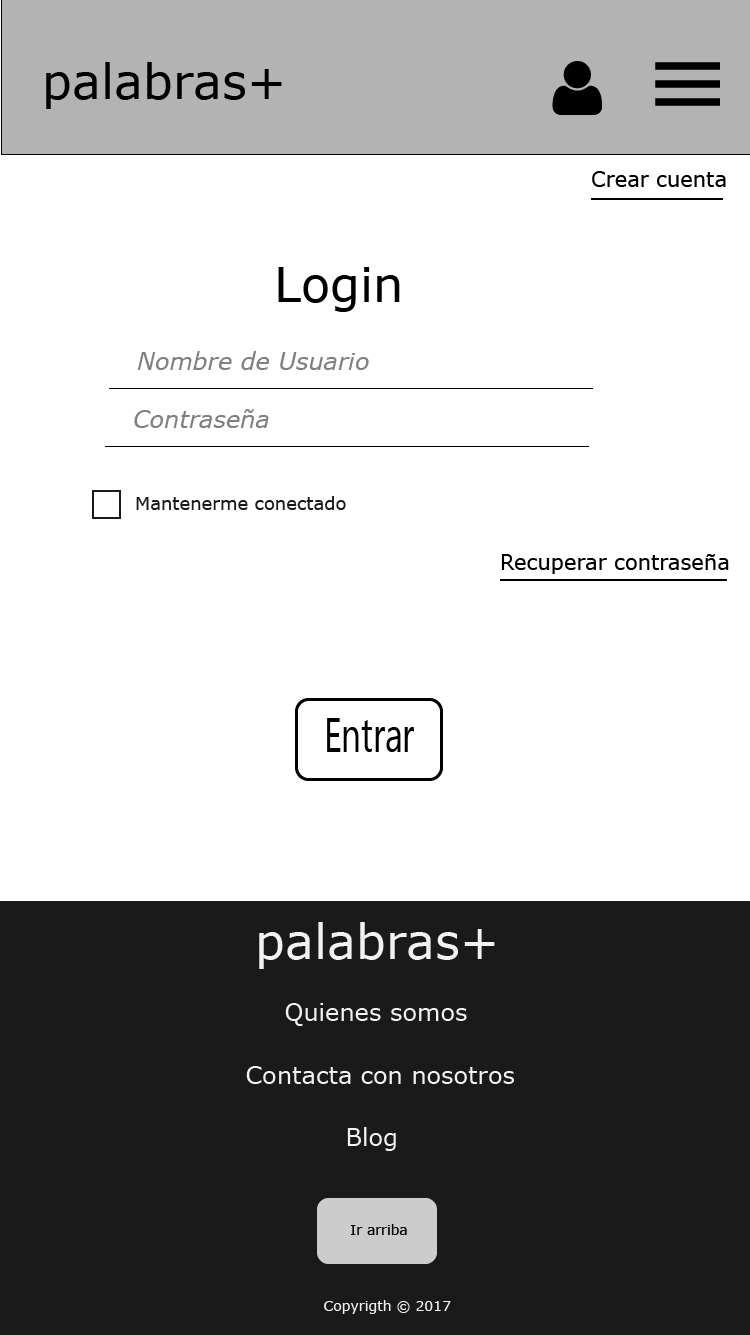 palabras+
Crear cuenta
Login
Nombre de Usuario
Contraseña
Mantenerme conectado
Recuperar contraseña
Entrar
palabras+
Quienes somos
Contacta con nosotros
Blog
Ir arriba
Copyrigth © 2017